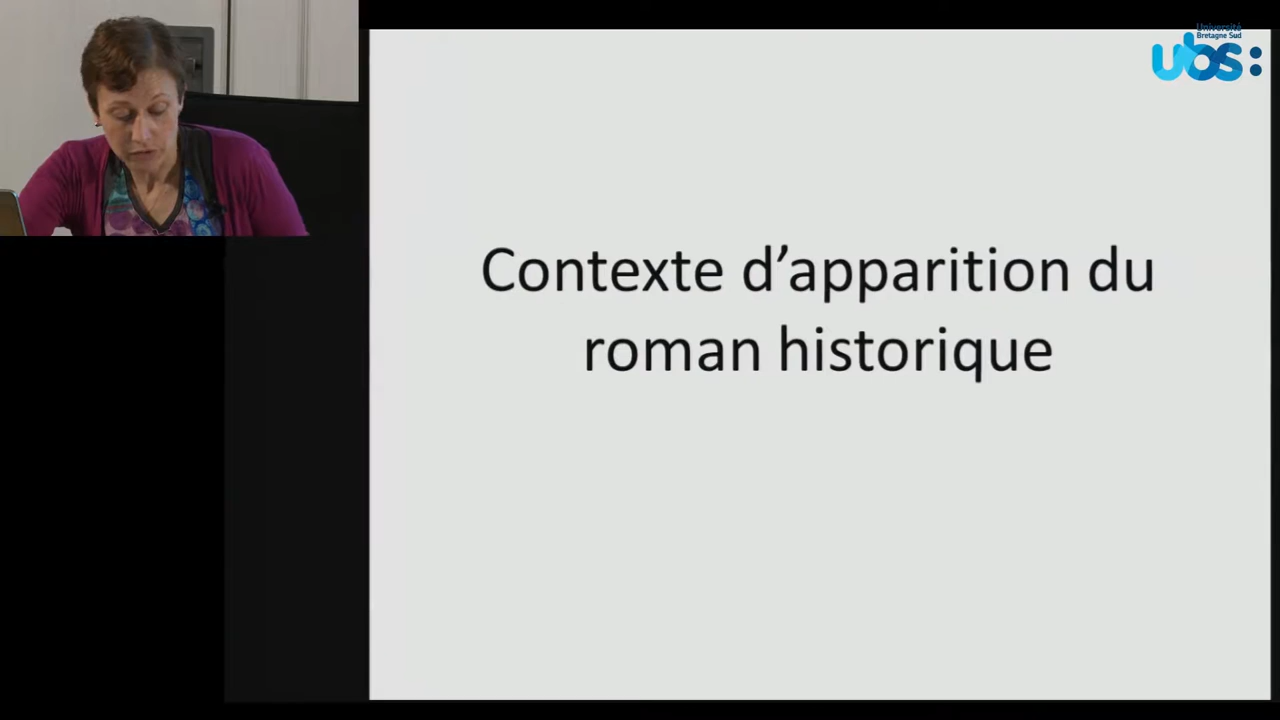 Université
Bretagne Sud
ubs:
Contexte d’apparition du
roman historique